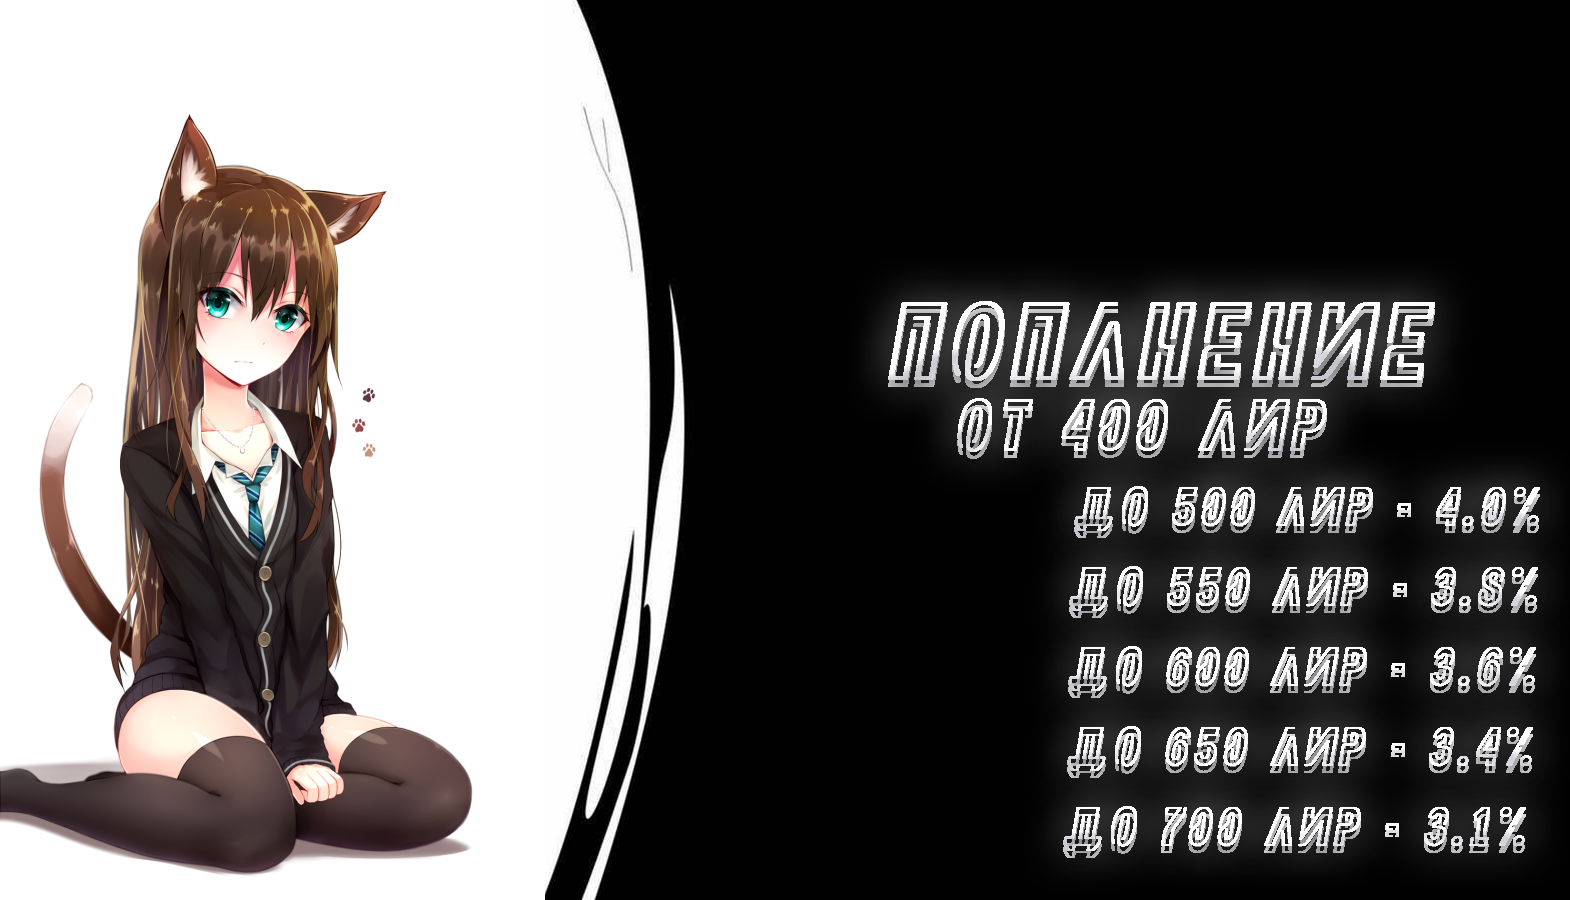 ПОПЛНЕНИЕ
ОТ 400 ЛИР
ДО 500 ЛИР - 4.0%
ДО 550 ЛИР - 3.8%
ДО 600 ЛИР - 3.6%
ДО 650 ЛИР - 3.4%
ДО 700 ЛИР - 3.1%